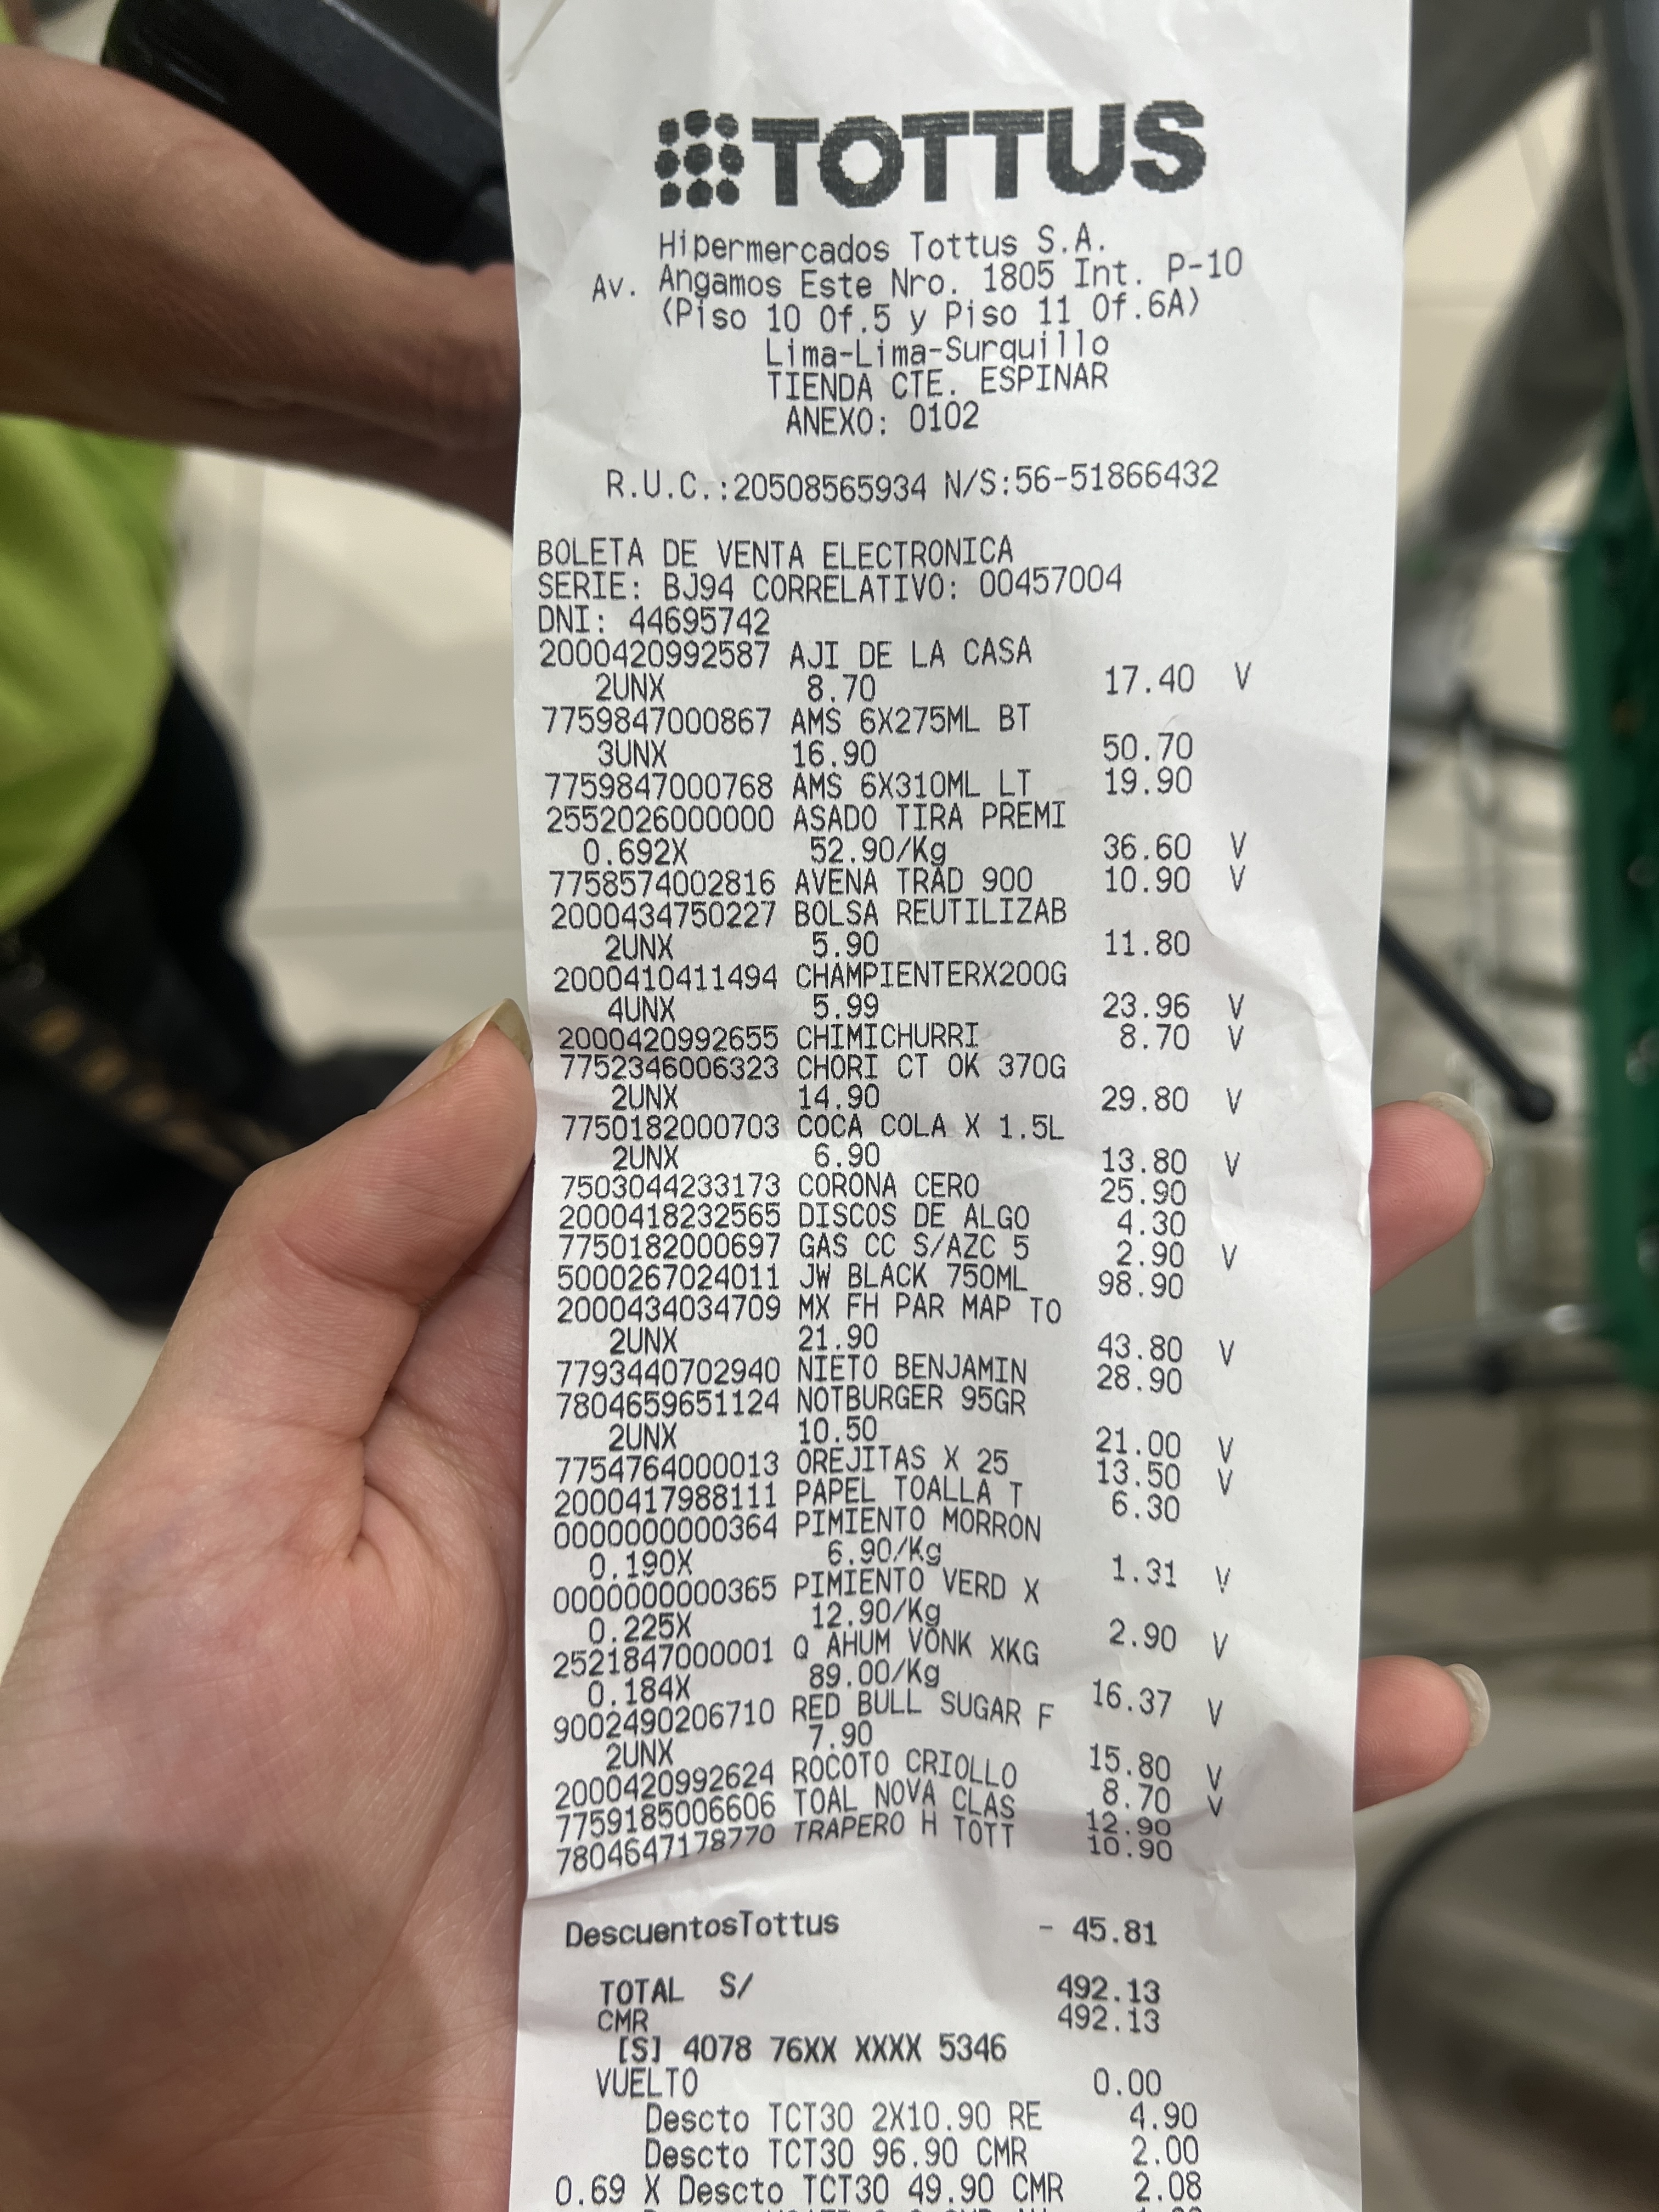 TOTTUS
Hipermercados Tottus S.A.
Av. Angamos Este Nro. 1805 Int. P-10
(Piso 10 Of.5 y Piso 11 Of.6A)
Lima-Lima-Surquillo
TIENDA CTE. ESPINAR
ANEXO: 0102
R.U.C.:20508565934 N/S:56-51866432
BOLETA DE VENTA ELECTRONICA
SERIE: BJ94 CORRELATIVO: 00457004
DNI: 44695742
2000420992587 AJI DE LA CASA
2UNX 8.70 17.40 V
7759847000867 AMS 6X275ML BT
3UNX 16.90 50.70
7759847000768 AMS 6X310ML LT 19.90
2552026000000 ASADO TIRA PREMI
0.692X 52.90/Kg 36.60 V
7758574002816 AVENA TRAD 900 10.90 V
2000434750227 BOLSA REUTILIZAB
2UNX 5.90 11.80
2000410411494 CHAMPIENTERX200G
4UNX 5.99 23.96 V
2000420992655 CHIMICHURRI 8.70 V
7752346006323 CHORI CT OK 370G
2UNX 14.90 29.80 V
7750182000703 COCA COLA X 1.5L
2UNX 6.90 13.80 V
7503044233173 CORONA CERO 25.90
2000418232565 DISCOS DE ALGO 4.30
7750182000697 GAS CC S/AZC 5 2.90 V
5000267024011 JW BLACK 750ML 98.90
2000434034709 MX FH PAR MAP TO
2UNX 21.90 43.80 V
7793440702940 NIETO BENJAMIN 28.90
7804659651124 NOTBURGER 95GR
2UNX 10.50 21.00 V
7754764000013 OREJITAS X 25 13.50 V
2000417988111 PAPEL TOALLA T 6.30
0000000000364 PIMIENTO MORRON
0.190X 6.90/Kg 1.31 V
0000000000365 PIMIENTO VERD X
0.225X 12.90/Kg 2.90 V
2521847000001 Q AHUM VONK XKG
0.184X 89.00/Kg 16.37 V
9002490206710 RED BULL SUGAR F
2UNX 7.90 15.80 V
2000420992624 ROCOTO CRIOLLO 8.70 V
7759185006606 TOAL NOVA CLAS 12.90
7804647178770 TRAPERO H TOTT 10.90
DescuentosTottus - 45.81
TOTAL S/ 492.13
CMR 492.13
[S] 4078 76XX XXXX 5346
VUELTO 0.00
Descto TCT30 2X10.90 RE 4.90
Descto TCT30 96.90 CMR 2.00
0.69 X Descto TCT30 49.90 CMR 2.08